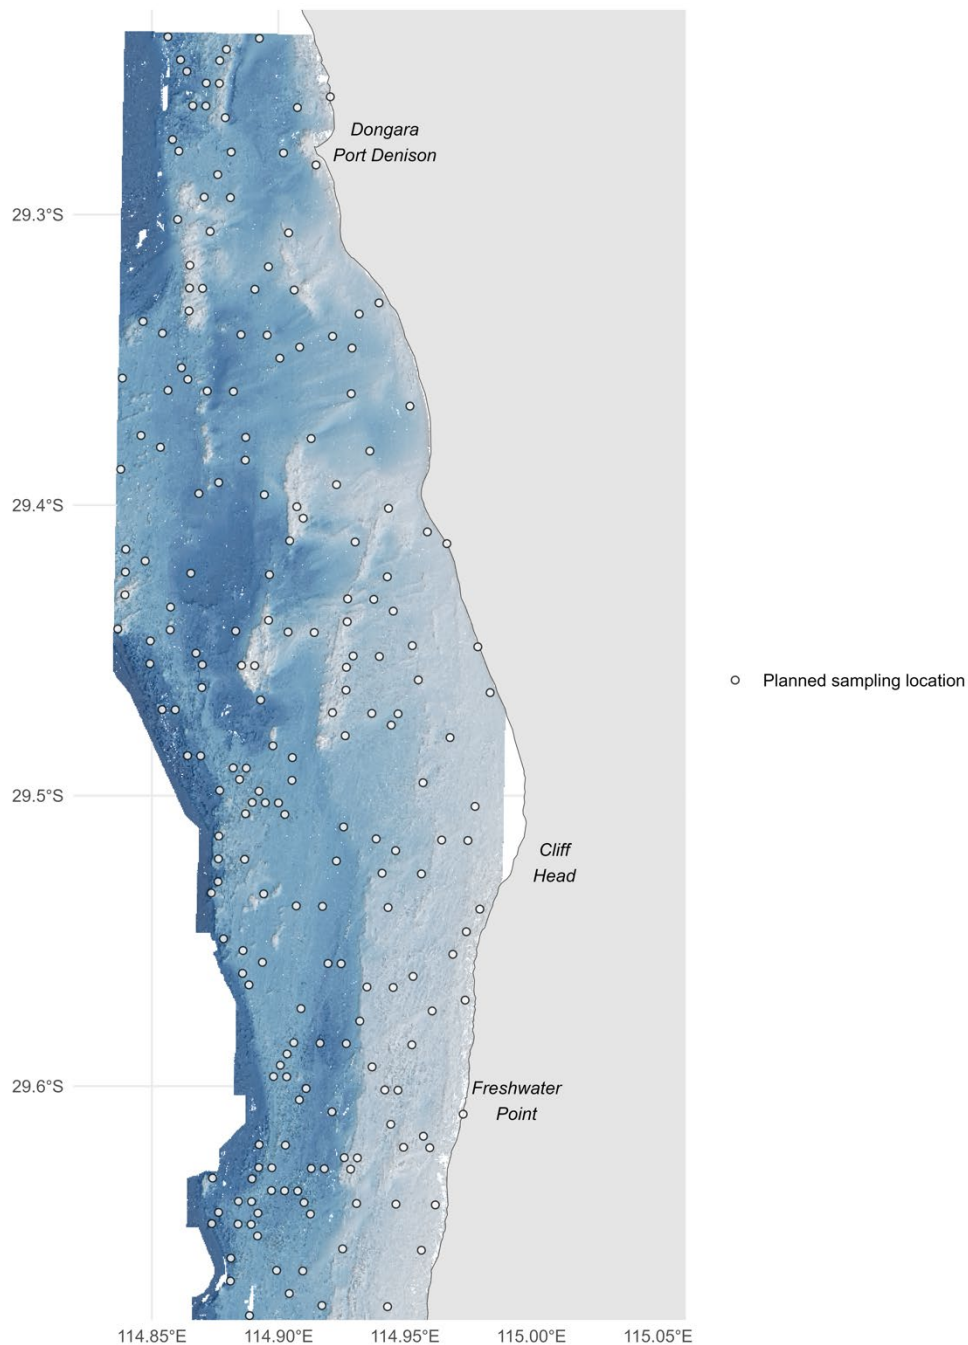 Dongara
Port Denison
29.3°S
29.4°S
Planned sampling location
29.5°S
Cliff
Head
29.6°S
Freshwater
Point
114.85°E
114.90°E
114.95°E
115.00°E
115.05°E